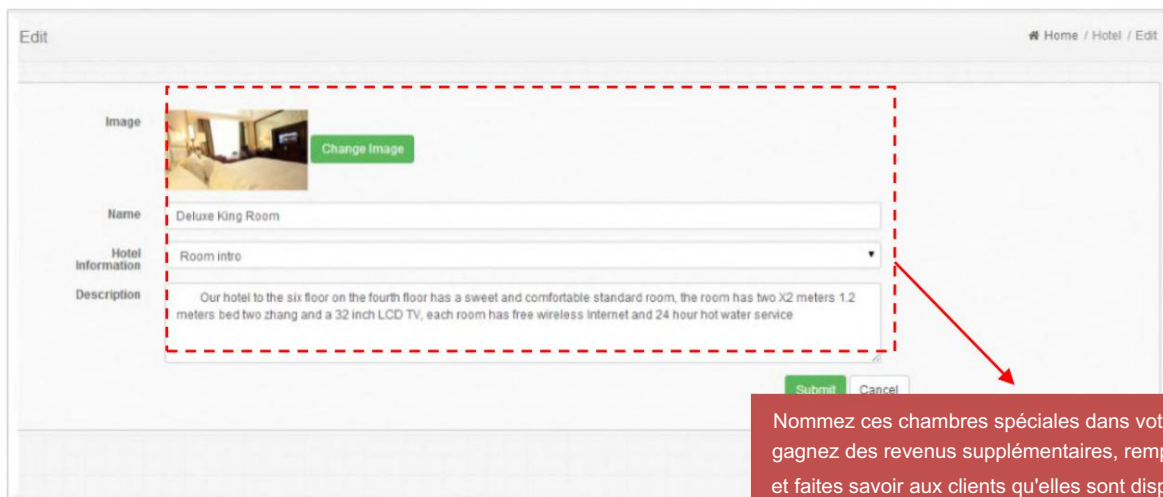 Edit
Home / Hotel / Edit
Image
Change Image
Name
Deluxe King Room
Hotel
Information
Room intro
Description
Our hotel to the six floor on the fourth floor has a sweet and comfortable standard room, the room has two X2 meters 1.2
meters bed two zhang and a 32 inch LCD TV, each room has free wireless Internet and 24 hour hot water service
Submit
Cancel
Nommez ces chambres spéciales dans vot
gagnez des revenus supplémentaires, remp
et faites savoir aux clients qu'elles sont disp